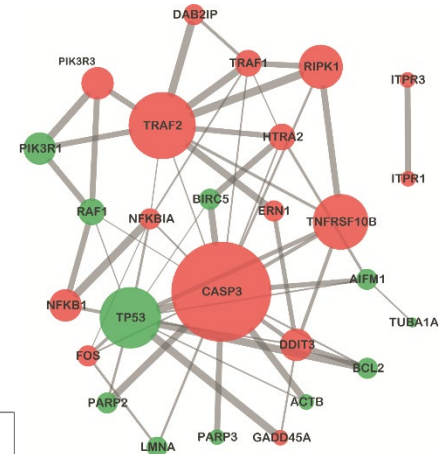 DAB2IP
PIK3R3
TRAF1
RIPK1
ITPR3
TRAF2
HTRA2
PIK3R1
BIRC5
ITPR1
RAF1
NFKBIA
ERN1
TNFRSF10B
CASP3
AIFM1
NFKB1
TP53
TUBA1A
FOS
DDIT3
BCL2
PARP2
ACTB
LMNA
PARP3
GADD45A